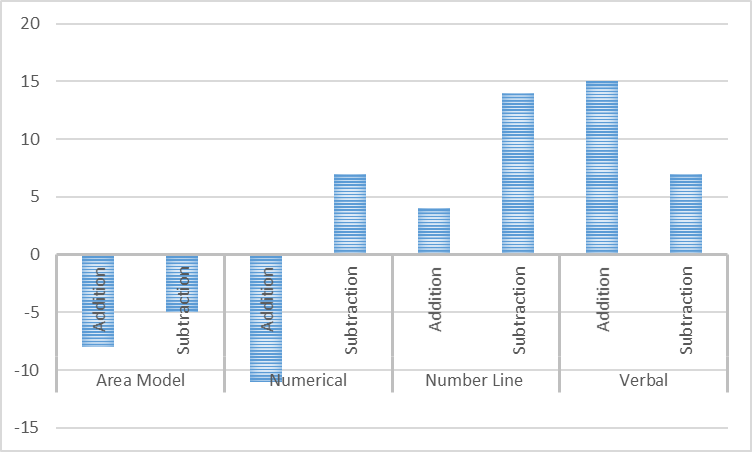 20
15
10
5
0
-5
-10
-15
Addition
Subtraction
Addition
Subtraction
Addition
Subtraction
Addition
Subtraction
Area Model
Numerical
Number Line
Verbal